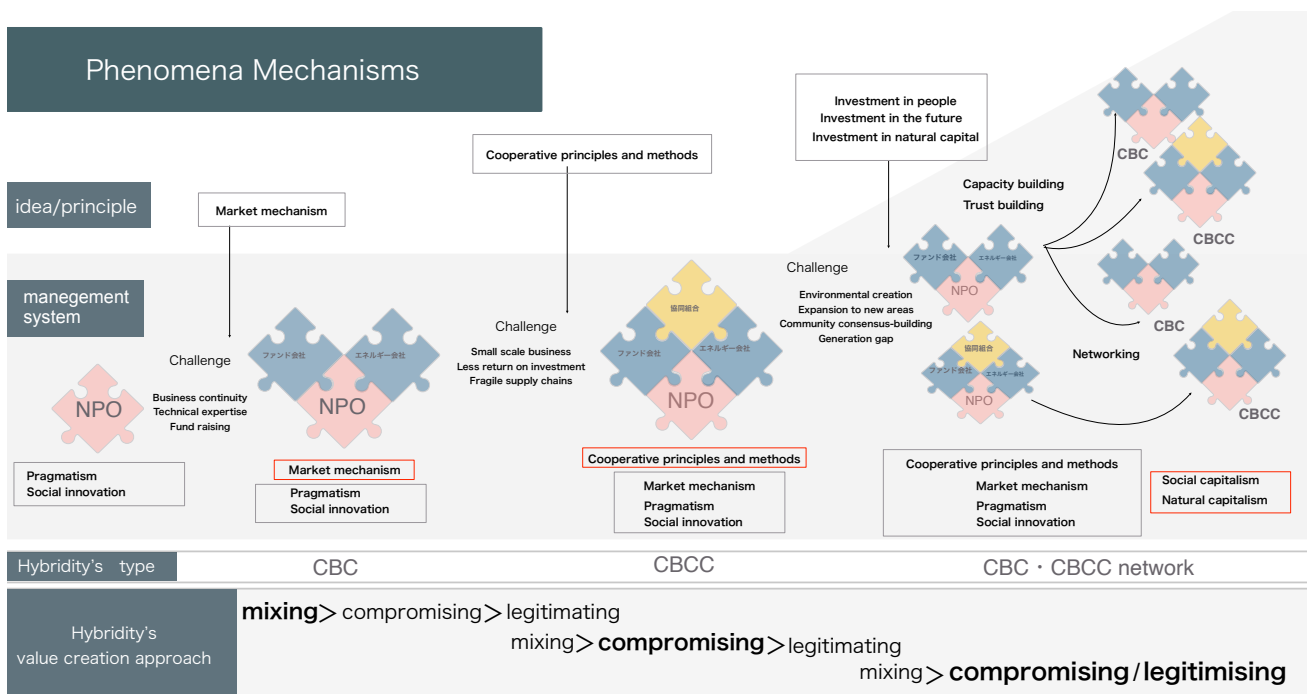 Phenomena Mechanisms
idea/principle
manegement
system
Market mechanism
Cooperative principles and methods
Investment in people
Investment in the future
Investment in natural capital
Capacity building
Trust building
CBC
CBCC
CBC
CBCC
Networking
NPO
Pragmatism
Social innovation
Challenge
Business continuity
Technical expertise
Fund raising
ファンド会社
エネルギー会社
NPO
Market mechanism
Pragmatism
Social innovation
Challenge
Small scale business
Less return on investment
Fragile supply chains
協同組合
ファンド会社
エネルギー会社
NPO
Cooperative principles and methods
Market mechanism
Pragmatism
Social innovation
Challenge
Environmental creation
Expansion to new areas
Community consensus-building
Generation gap
ファンド会社
エネルギー会社
NPO
協同組合
ファンド会社
エネルギー会社
NPO
Cooperative principles and methods
Market mechanism
Pragmatism
Social innovation
Social capitalism
Natural capitalism
Hybridity's type
CBC
CBCC
CBC・CBCC network
Hybridity's
value creation approach
mixing＞compromising＞legitimating
mixing＞compromising＞legitimating
mixing＞compromising/legitimising